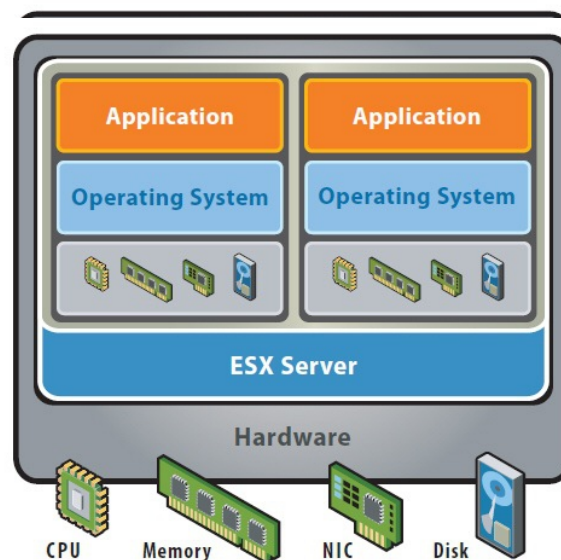 Application Application
Operating System Operating System
ESX Server
Hardware
CPU Memory NIC Disk